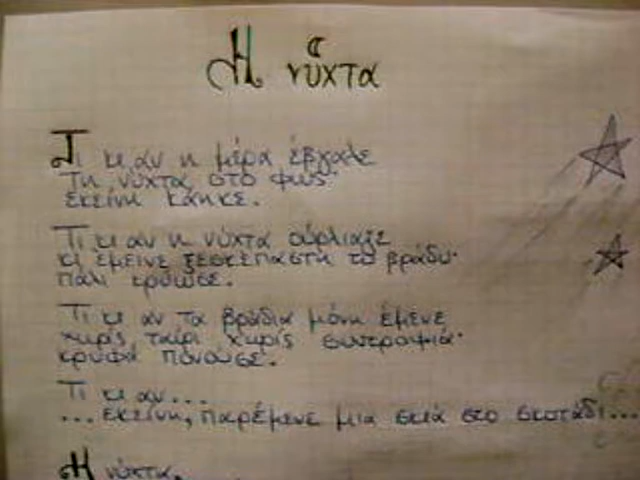 Η νύχτα
Τι κι αν η μέρα έβγαλε
τη νύχτα στο φως·
εκείνη κάηκε.
Τι κι αν η νύχτα ούρλιαξε
κι έμεινε ξεσκέπαστη το βράδυ·
πάλι κρύωσε.
Τι κι αν τα βράδια μόνη έμενε
χωρίς ταίρι χωρίς συντροφιά·
κρυφά πονούσε.
Τι κι αν...
...εκείνη, παρέμενε μια σκιά στο σκοτάδι...
Η νύχτα,